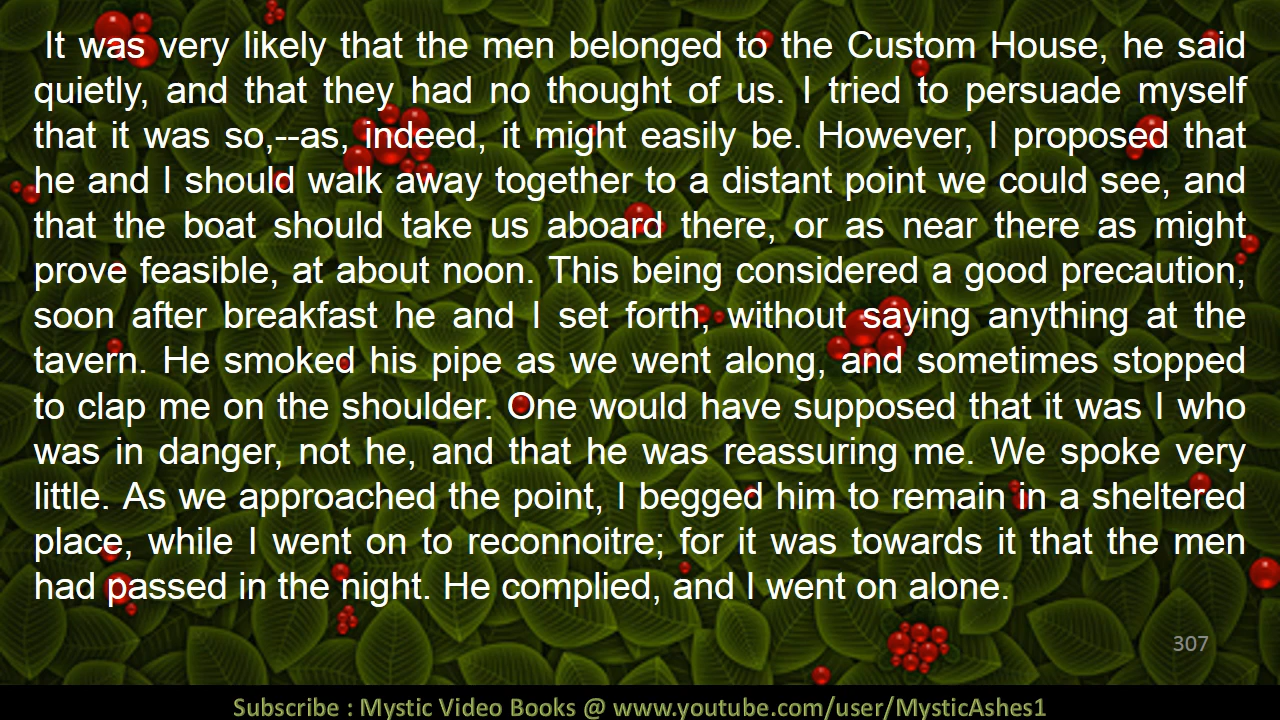 It was very likely that the men belonged to the Custom House, he said
quietly, and that they had no thought of us. I tried to persuade myself
that it was so,--as, indeed, it might easily be. However, I proposed that
he and I should walk away together to a distant point we could see, and
that the boat should take us aboard there, or as near there as might
prove feasible, at about noon. This being considered a good precaution,
soon after breakfast he and I set forth, without saying anything at the
tavern. He smoked his pipe as we went along, and sometimes stopped
to clap me on the shoulder. One would have supposed that it was I who
was in danger, not he, and that he was reassuring me. We spoke very
little. As we approached the point, I begged him to remain in a sheltered
place, while I went on to reconnoitre; for it was towards it that the men
had passed in the night. He complied, and I went on alone.
307
Subscribe : Mystic Video Books @ www.youtube.com/user/MysticAshes1